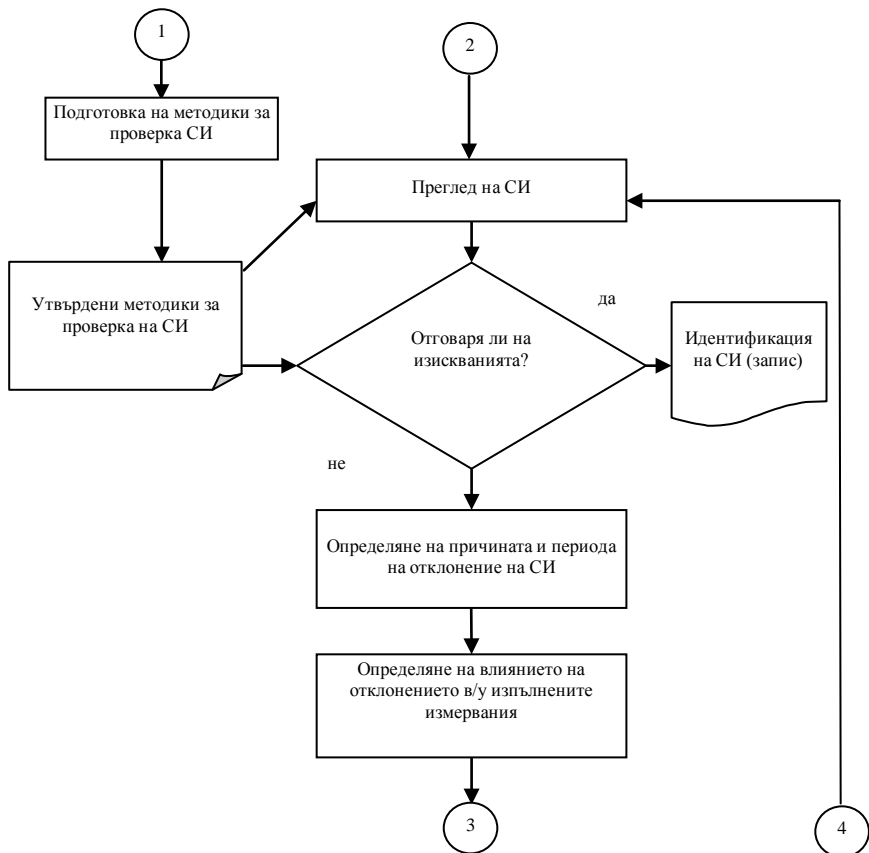 1
2
Подготовка на методики за
проверка СИ
Преглед на СИ
Утвърдени методики за
проверка на СИ
да
Отговаря ли на
изискванията?
Идентификация
на СИ (запис)
не
Определяне на причината и периода
на отклонение на СИ
Определяне на влиянието на
отклонението в/у изпълнените
измервания
3
4